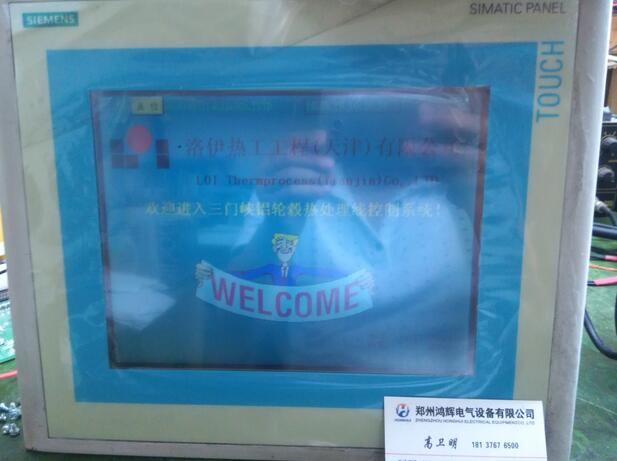 SIEMENS
SIMATIC PANEL
TOUCH
洛伊热工工程(天津)有限公司
LOI Thermprocess(Tianjin)Co,.LTD
欢迎进入三门峡铝轮毂热处理线控制系统!
WELCOME
郑州鸿辉电气设备有限公司
ZHENGZHOU HONGHUI ELECTRICAL EQUIPMENT CO., LTD
HONGHUI
高卫明 181 3767 6500